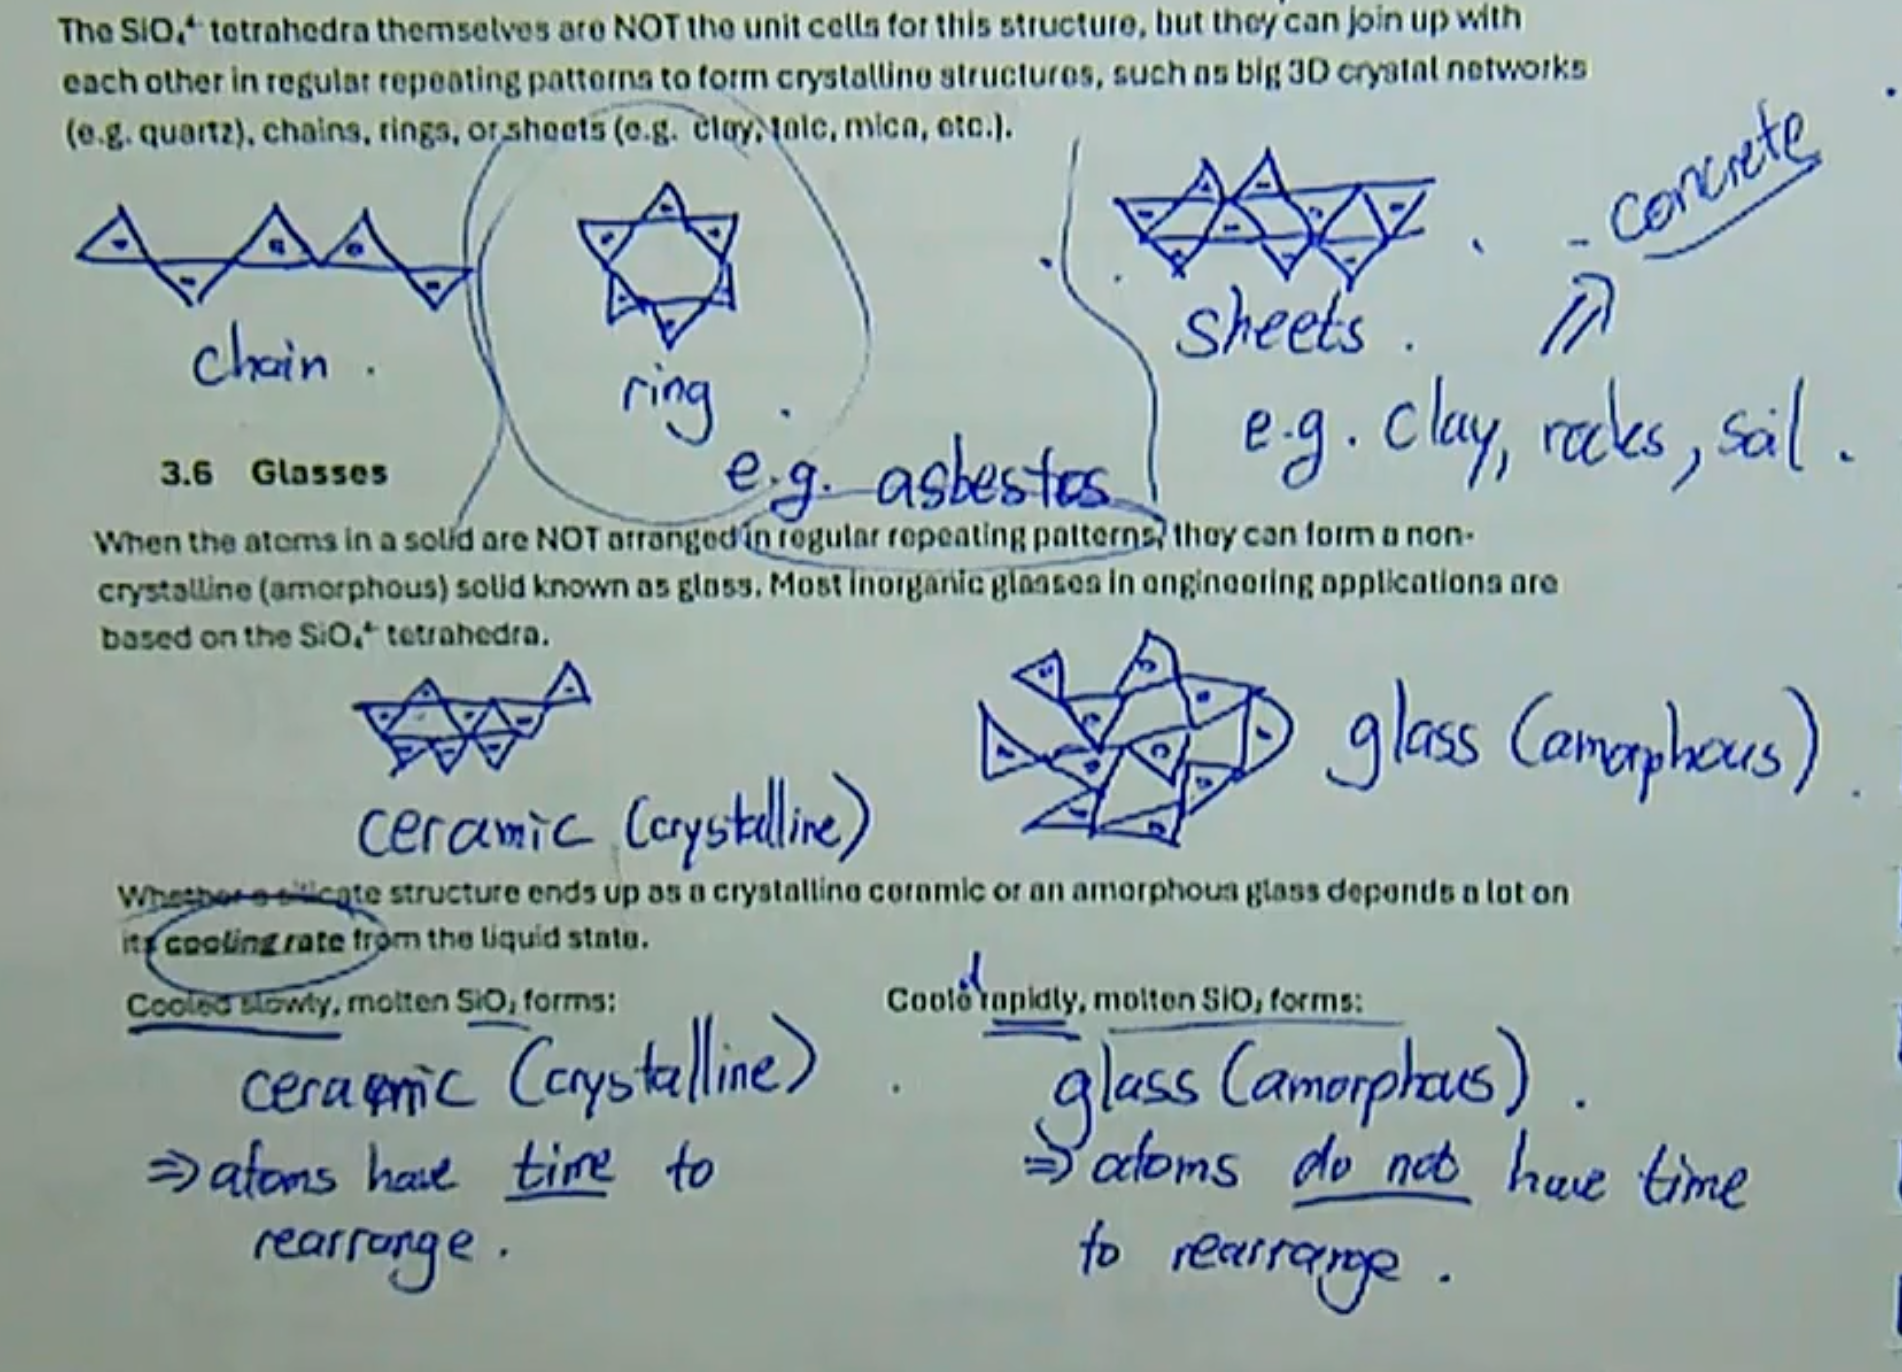 The SiO₄⁴⁻ tetrahedra themselves are NOT the unit cells for this structure, but they can join up with
each other in regular repeating patterns to form crystalline structures, such as big 3D crystal networks
(e.g. quartz), chains, rings, or sheets (e.g. clay, talc, mica, etc.).
concrete
chain.
ring.
sheets.
e.g. asbestos
e.g. clay, rocks, soil.
3.6 Glasses
When the atoms in a solid are NOT arranged in regular repeating patterns, they can form a non-
crystalline (amorphous) solid known as glass. Most inorganic glasses in engineering applications are
based on the SiO₄⁴⁻ tetrahedra.
ceramic (crystalline)
glass (amorphous).
Whether a silicate structure ends up as a crystalline ceramic or an amorphous glass depends a lot on
its cooling rate from the liquid state.
Cooled slowly, molten SiO₂ forms:
ceramic (crystalline)
⇒ atoms have time to
rearrange.
Cooled rapidly, molten SiO₂ forms:
glass (amorphous).
⇒ atoms do not have time
to rearrange.